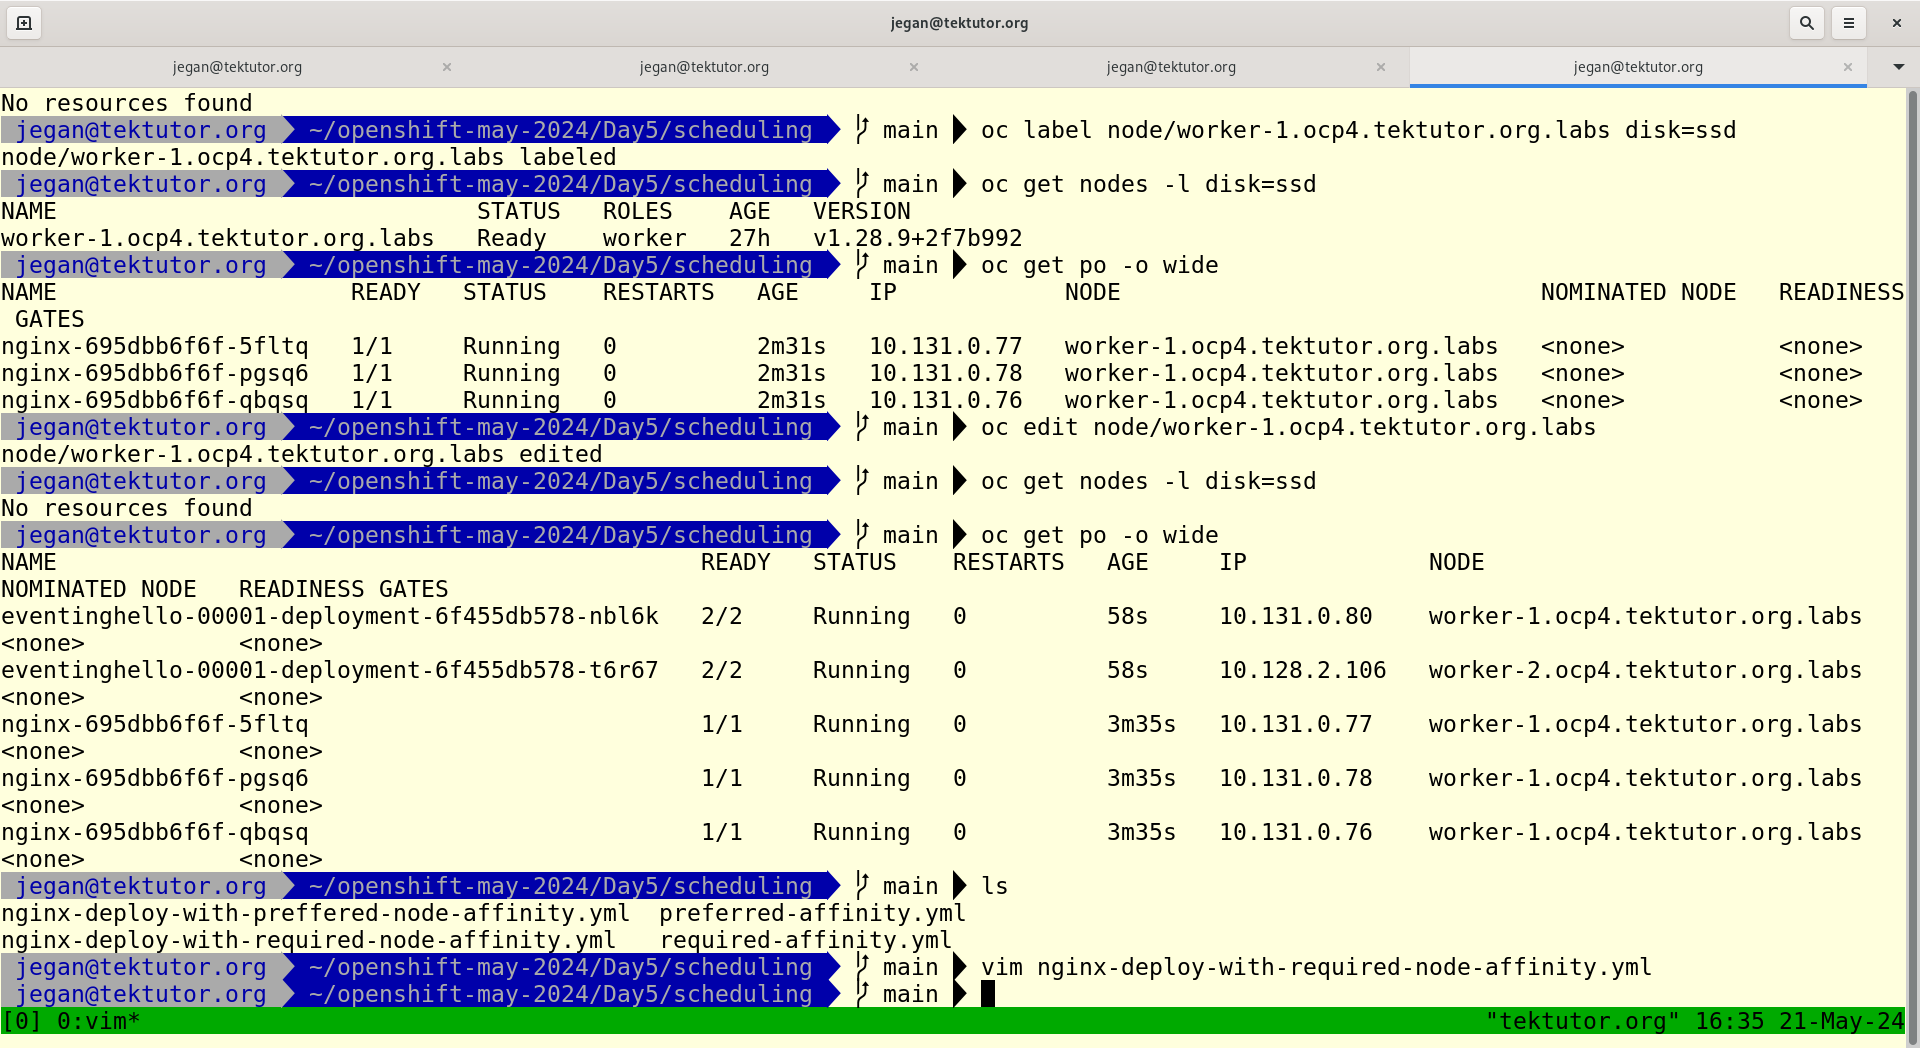 jegan@tektutor.org
jegan@tektutor.org jegan@tektutor.org jegan@tektutor.org jegan@tektutor.org
No resources found
jegan@tektutor.org ~/openshift-may-2024/Day5/scheduling main oc label node/worker-1.ocp4.tektutor.org.labs disk=ssd
node/worker-1.ocp4.tektutor.org.labs labeled
jegan@tektutor.org ~/openshift-may-2024/Day5/scheduling main oc get nodes -l disk=ssd
NAME STATUS ROLES AGE VERSION
worker-1.ocp4.tektutor.org.labs Ready worker 27h v1.28.9+2f7b992
jegan@tektutor.org ~/openshift-may-2024/Day5/scheduling main oc get po -o wide
NAME READY STATUS RESTARTS AGE IP NODE NOMINATED NODE READINESS
GATES
nginx-695dbb6f6f-5fltq 1/1 Running 0 2m31s 10.131.0.77 worker-1.ocp4.tektutor.org.labs <none> <none>
nginx-695dbb6f6f-pgsq6 1/1 Running 0 2m31s 10.131.0.78 worker-1.ocp4.tektutor.org.labs <none> <none>
nginx-695dbb6f6f-qbqsq 1/1 Running 0 2m31s 10.131.0.76 worker-1.ocp4.tektutor.org.labs <none> <none>
jegan@tektutor.org ~/openshift-may-2024/Day5/scheduling main oc edit node/worker-1.ocp4.tektutor.org.labs
node/worker-1.ocp4.tektutor.org.labs edited
jegan@tektutor.org ~/openshift-may-2024/Day5/scheduling main oc get nodes -l disk=ssd
No resources found
jegan@tektutor.org ~/openshift-may-2024/Day5/scheduling main oc get po -o wide
NAME READY STATUS RESTARTS AGE IP NODE
NOMINATED NODE READINESS GATES
eventinghello-00001-deployment-6f455db578-nbl6k 2/2 Running 0 58s 10.131.0.80 worker-1.ocp4.tektutor.org.labs
<none> <none>
eventinghello-00001-deployment-6f455db578-t6r67 2/2 Running 0 58s 10.128.2.106 worker-2.ocp4.tektutor.org.labs
<none> <none>
nginx-695dbb6f6f-5fltq 1/1 Running 0 3m35s 10.131.0.77 worker-1.ocp4.tektutor.org.labs
<none> <none>
nginx-695dbb6f6f-pgsq6 1/1 Running 0 3m35s 10.131.0.78 worker-1.ocp4.tektutor.org.labs
<none> <none>
nginx-695dbb6f6f-qbqsq 1/1 Running 0 3m35s 10.131.0.76 worker-1.ocp4.tektutor.org.labs
<none> <none>
jegan@tektutor.org ~/openshift-may-2024/Day5/scheduling main ls
nginx-deploy-with-preffered-node-affinity.yml preferred-affinity.yml
nginx-deploy-with-required-node-affinity.yml required-affinity.yml
jegan@tektutor.org ~/openshift-may-2024/Day5/scheduling main vim nginx-deploy-with-required-node-affinity.yml
jegan@tektutor.org ~/openshift-may-2024/Day5/scheduling main
[0] 0:vim* "tektutor.org" 16:35 21-May-24